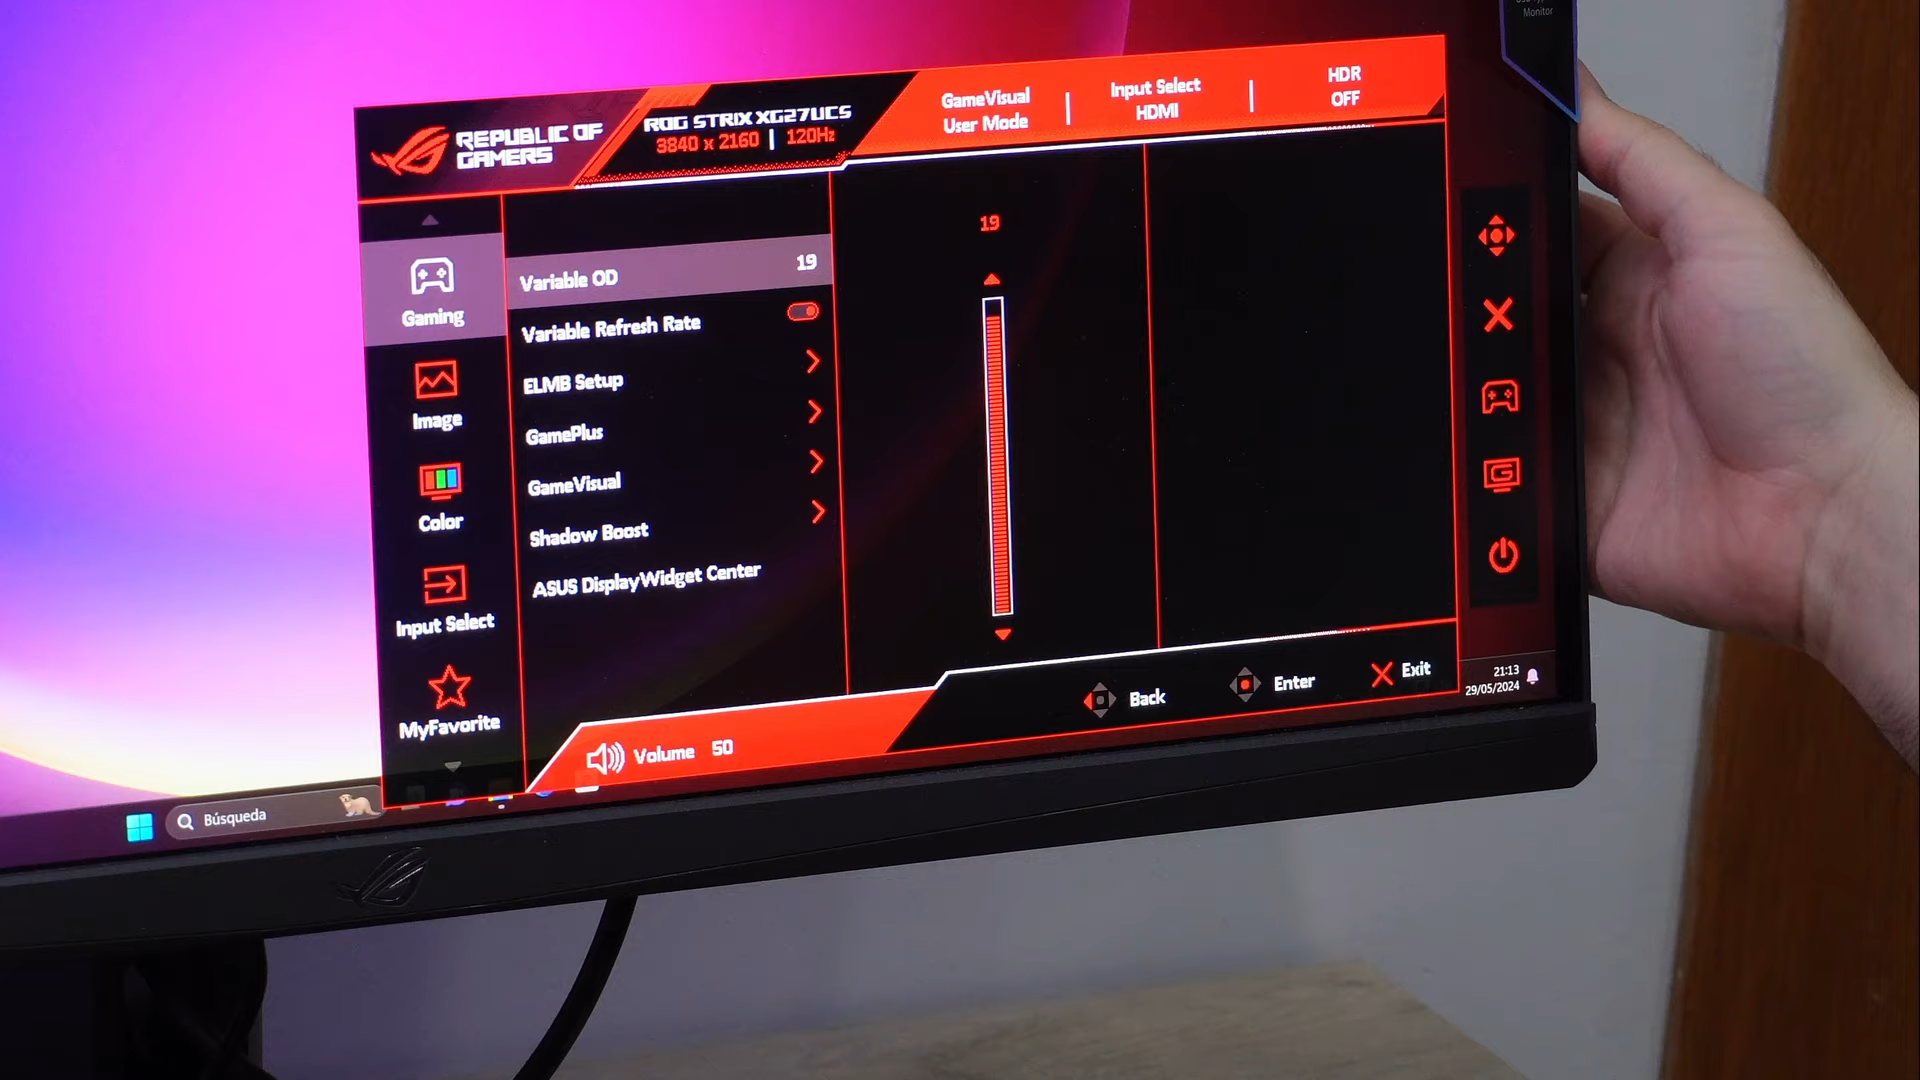 Monitor
REPUBLIC OF
GAMERS
ROG STRIX XG27UCS
3840 x 2160 | 120Hz
GameVisual
User Mode
Input Select
HDMI
HDR
OFF
Gaming
Image
Color
Input Select
MyFavorite
Variable OD 19
Variable Refresh Rate
ELMB Setup
GamePlus
GameVisual
Shadow Boost
ASUS DisplayWidget Center
19
Back
Enter
Exit
Volume 50
Búsqueda
21:13
29/05/2024